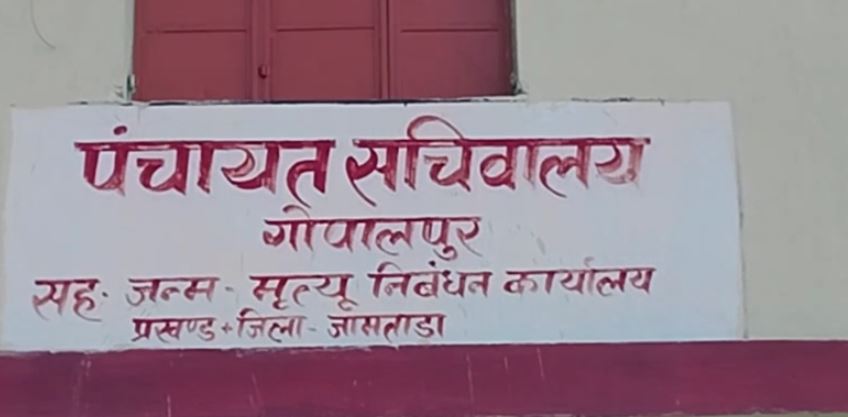 पंचायत सचिवालय
गोपालपुर
सह- जन्म - मृत्यू निबंधन कार्यालय
प्रखण्ड + जिला - जामताडा